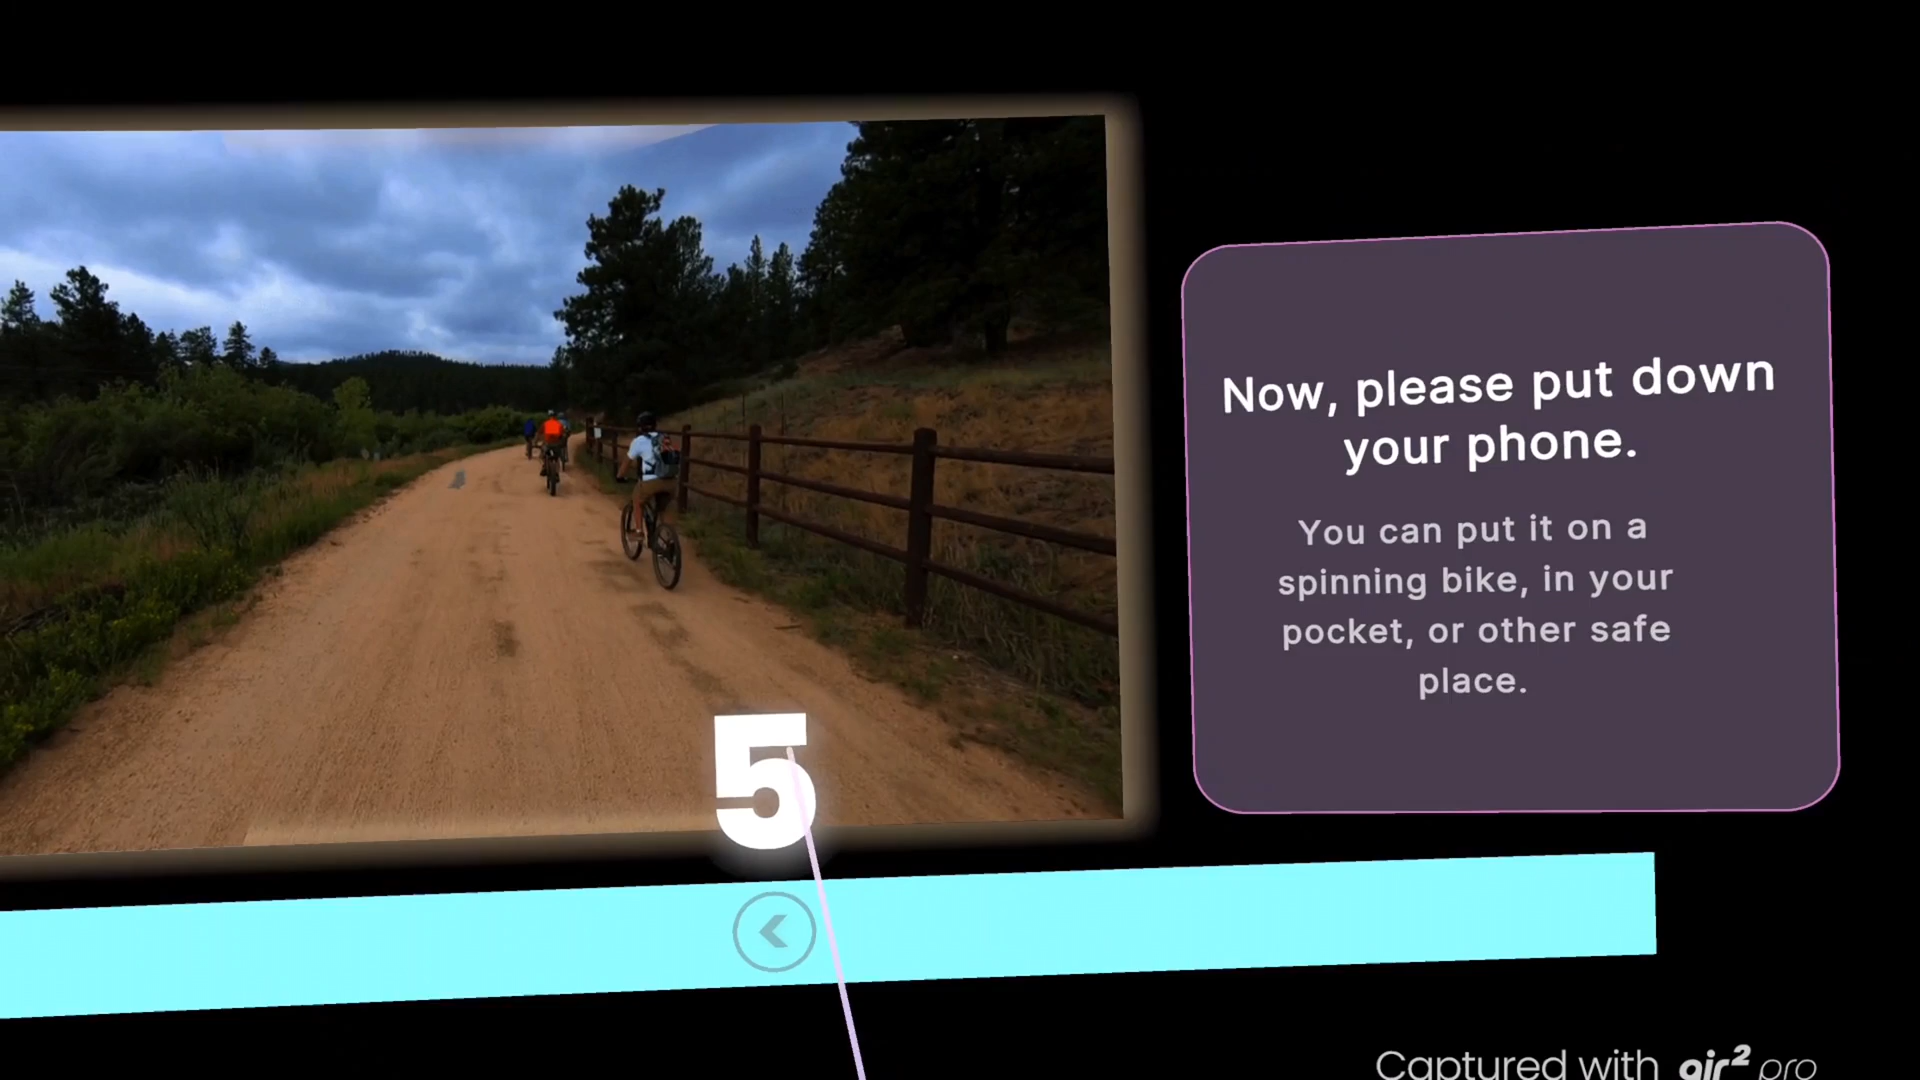 Now, please put down
your phone.
You can put it on a
spinning bike, in your
pocket, or other safe
place.
5
Captured with air² pro